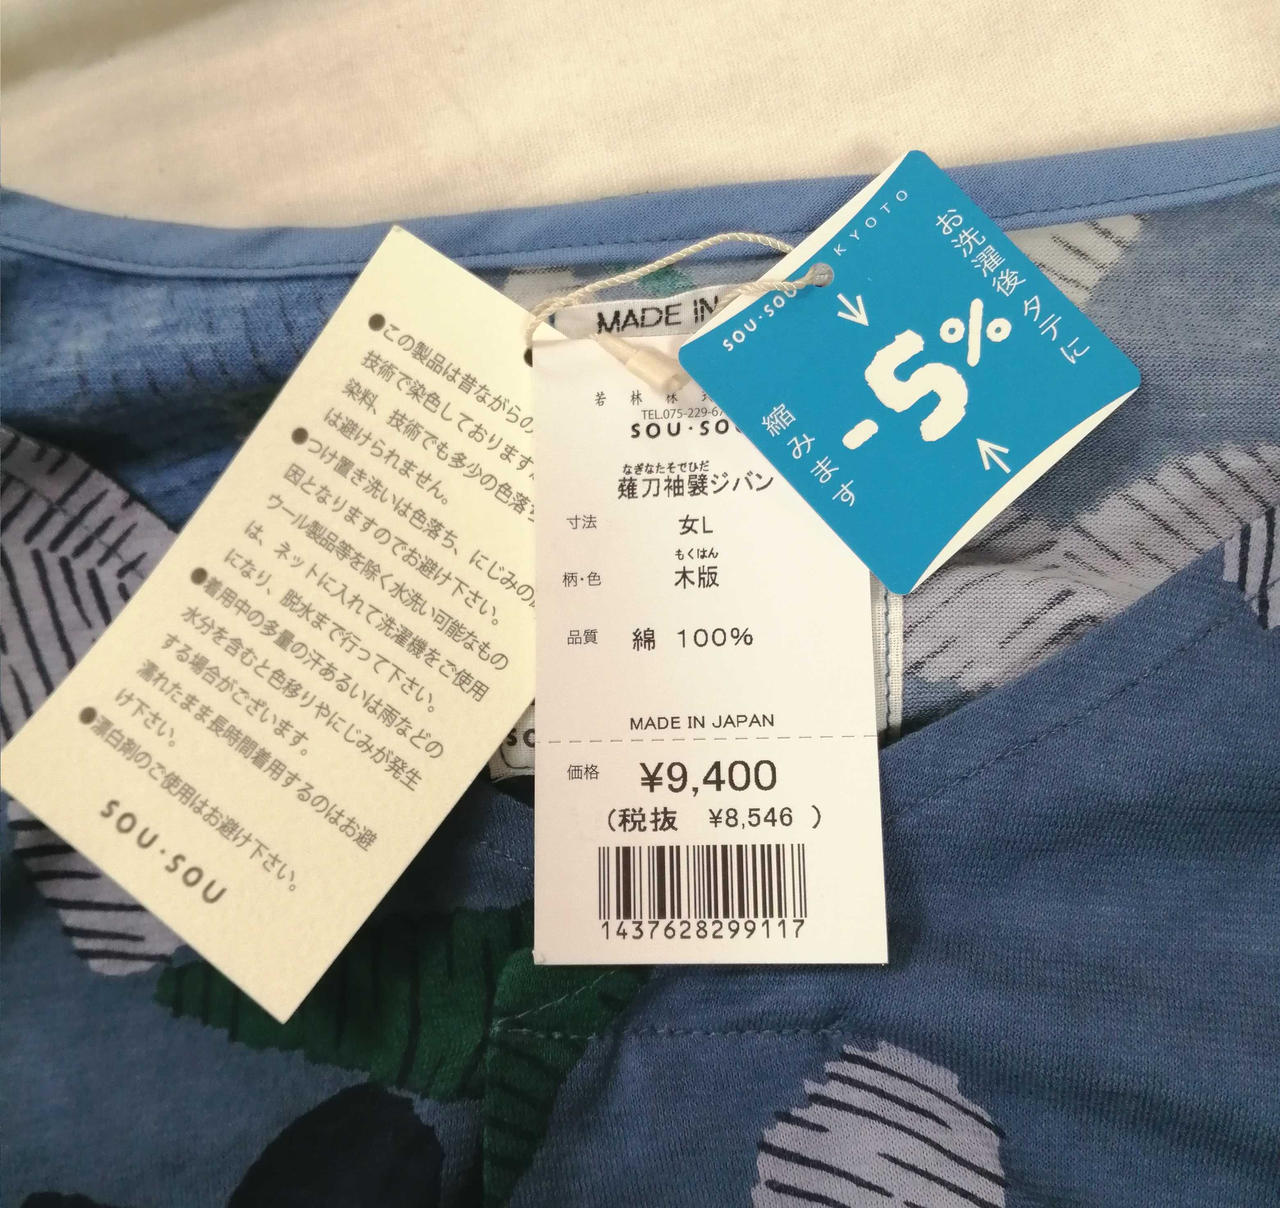 ●この製品は昔ながらの
技術で染色しております
染料、技術でも多少の色落ち
は避けられません。
●つけ置き洗いは色落ち、にじみの原
因となりますのでお避け下さい。
ウール製品等を除く水洗い可能なもの
は、ネットに入れて洗濯機をご使用
になり、脱水まで行って下さい。
●着用中の多量の汗あるいは雨などの
水分を含むと色移りやにじみが発生
する場合がございます。
濡れたまま長時間着用するのはお避
け下さい。
●漂白剤のご使用はお避け下さい。
SOU・SOU
MADE IN
若林株
TEL.075-229-67
SOU・SO
なぎなたそでひだ
薙刀袖襞ジバン
寸法 女L
もくはん
柄・色 木版
品質 綿 100%
MADE IN JAPAN
価格 ¥9,400
(税抜 ¥8,546 )
1437628299117
SOU・SOU KYOTO
お洗濯後タテに
-5%
縮みます